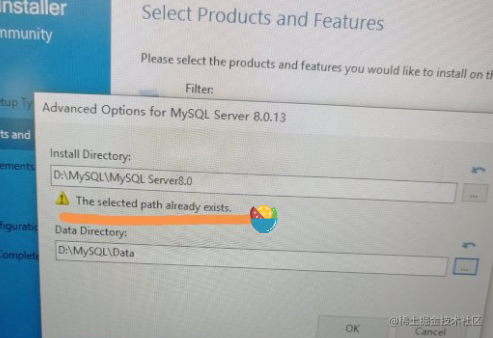 Installer
mmunity
Select Products and Features
Please select the products and features you would like to install on th
Filter:
etup Ty
Advanced Options for MySQL Server 8.0.13
ts and
Install Directory:
ements
D:\MySQL\MySQL Server8.0
...
The selected path already exists.
figurati
Data Directory:
D:\MySQL\Data
...
Complete
OK
Cancel
@稀土掘金技术社区